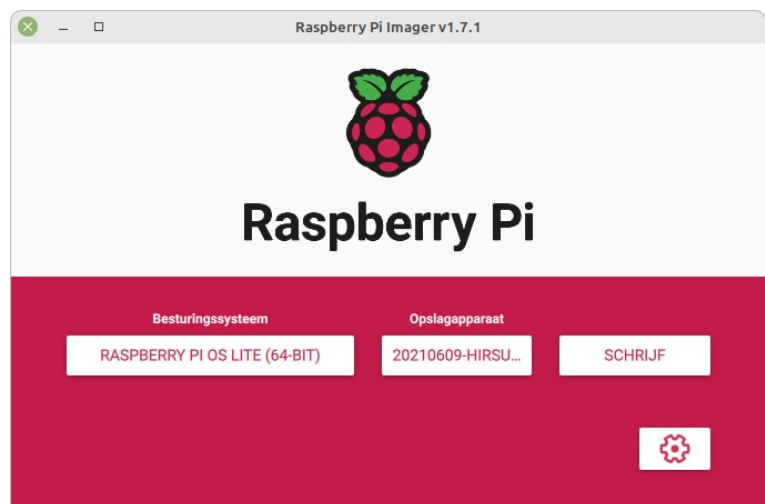 Raspberry Pi Imager v1.7.1
Raspberry Pi
Besturingssysteem
Opslagapparaat
RASPBERRY PI OS LITE (64-BIT)
20210609-HIRSU...
SCHRIJF